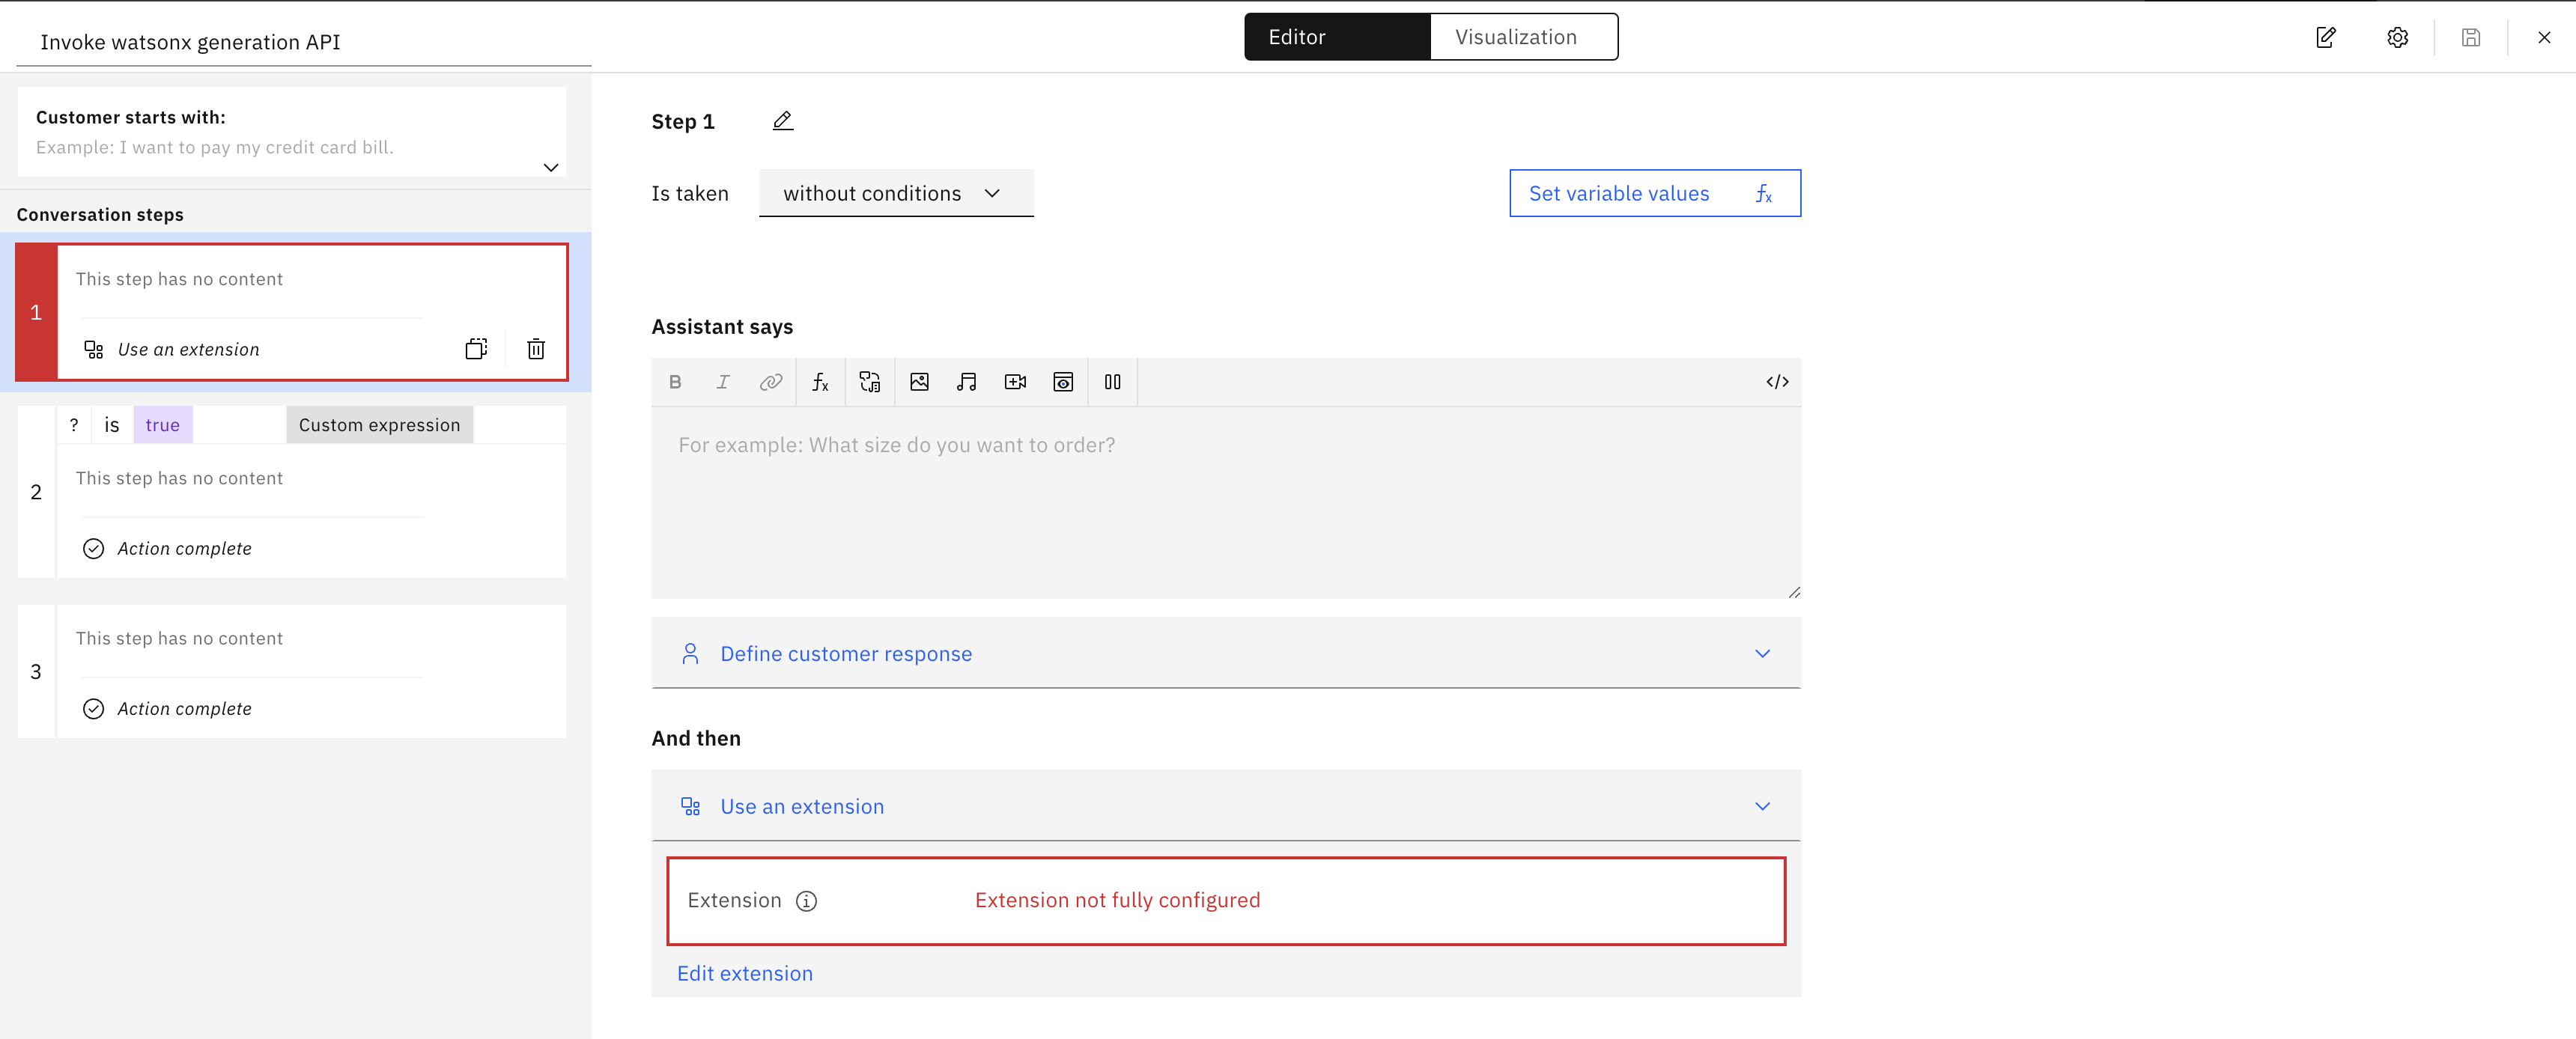 Invoke watsonx generation API
Editor
Visualization
Customer starts with:
Example: I want to pay my credit card bill.
Conversation steps
1
This step has no content
Use an extension
2
? is true Custom expression
This step has no content
Action complete
3
This step has no content
Action complete
Step 1
Is taken
without conditions
Set variable values fx
Assistant says
B I fx </>
For example: What size do you want to order?
Define customer response
And then
Use an extension
Extension
Extension not fully configured
Edit extension